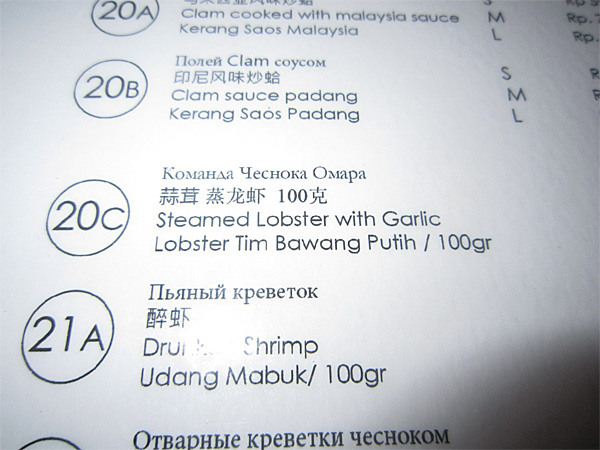 20A
Clam cooked with malaysia sauce M Rp.
Kerang Saos Malaysia L
20B
Полей Clam соусом
印尼风味炒蛤 S
Clam sauce padang M
Kerang Saos Padang L
20C
Команда Чеснока Омара
蒜茸 蒸龙虾 100克
Steamed Lobster with Garlic
Lobster Tim Bawang Putih / 100gr
21A
Пьяный креветок
醉虾
Shrimp
Udang Mabuk/ 100gr
Отварные креветки чесноком